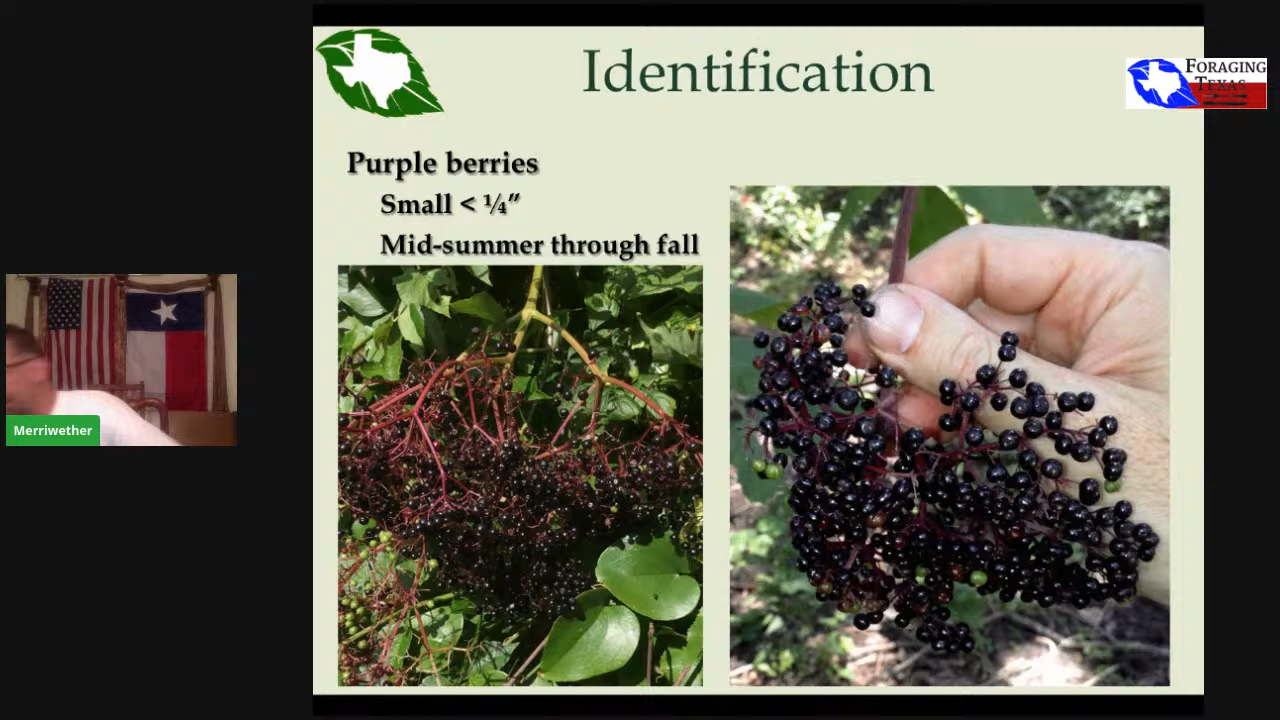 Identification
FORAGING
TEXAS
Purple berries
Small < ¼"
Mid-summer through fall
Merriwether